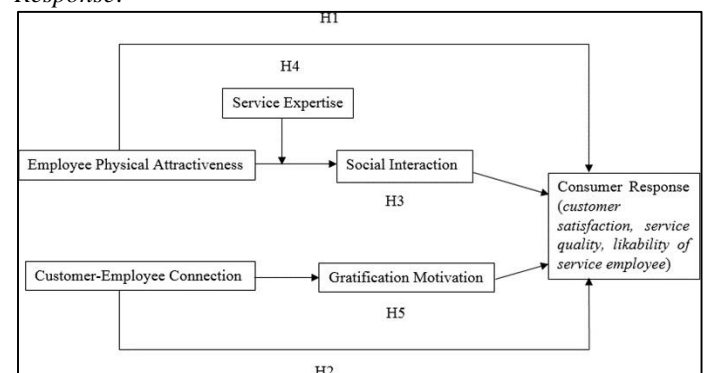 Response.
H1
H4
Service Expertise
Employee Physical Attractiveness
Social Interaction
H3
Consumer Response
(customer
satisfaction, service
quality, likability of
service employee)
Customer-Employee Connection
Gratification Motivation
H5
H2